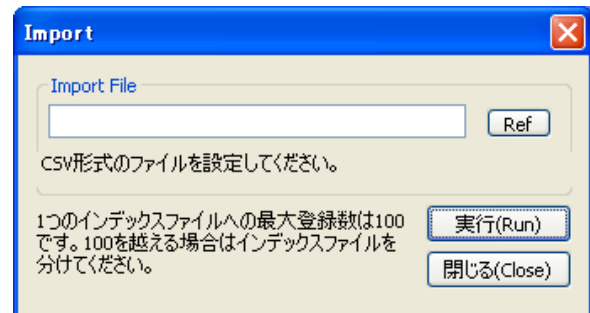 Import
Import File
Ref
CSV形式のファイルを設定してください。
1つのインデックスファイルへの最大登録数は100
です。100を越える場合はインデックスファイルを
分けてください。
実行(Run)
閉じる(Close)